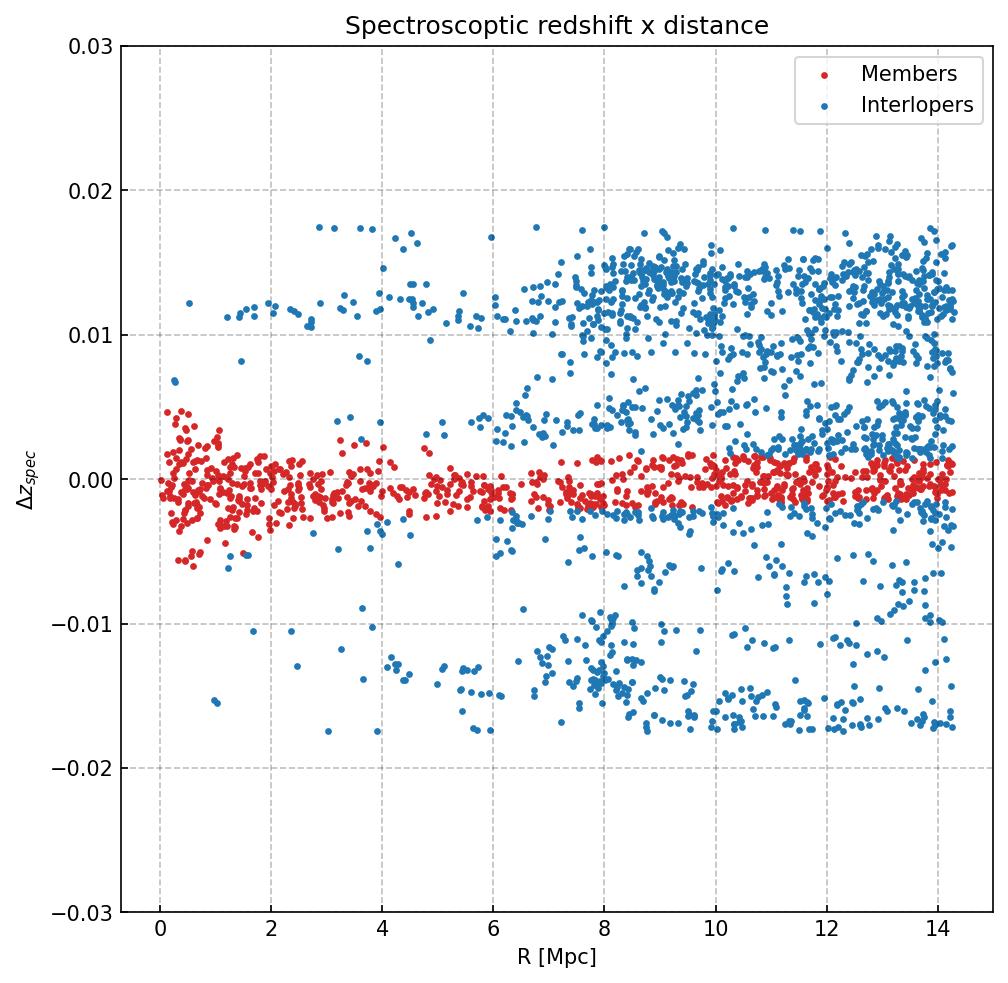 Spectroscoptic redshift x distance
Members
Interlopers
0.03
0.02
0.01
0.00
−0.01
−0.02
−0.03
Δz_spec
0 2 4 6 8 10 12 14
R [Mpc]